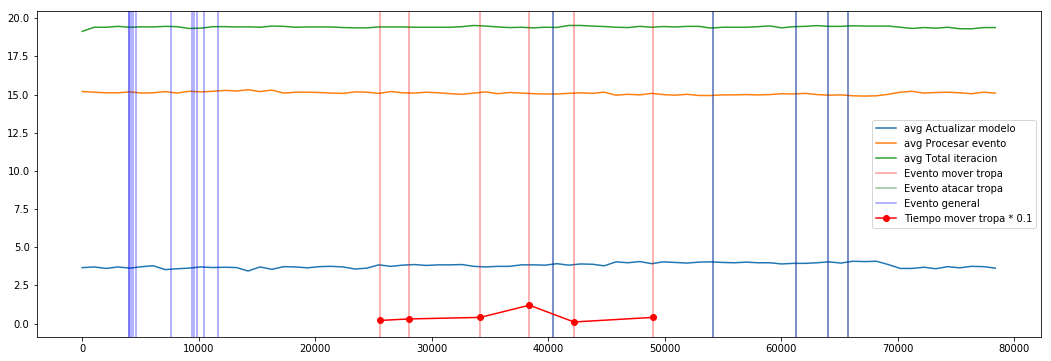 20.0
17.5
15.0
12.5
10.0
7.5
5.0
2.5
0.0
avg Actualizar modelo
avg Procesar evento
avg Total iteracion
Evento mover tropa
Evento atacar tropa
Evento general
Tiempo mover tropa * 0.1
0 10000 20000 30000 40000 50000 60000 70000 80000